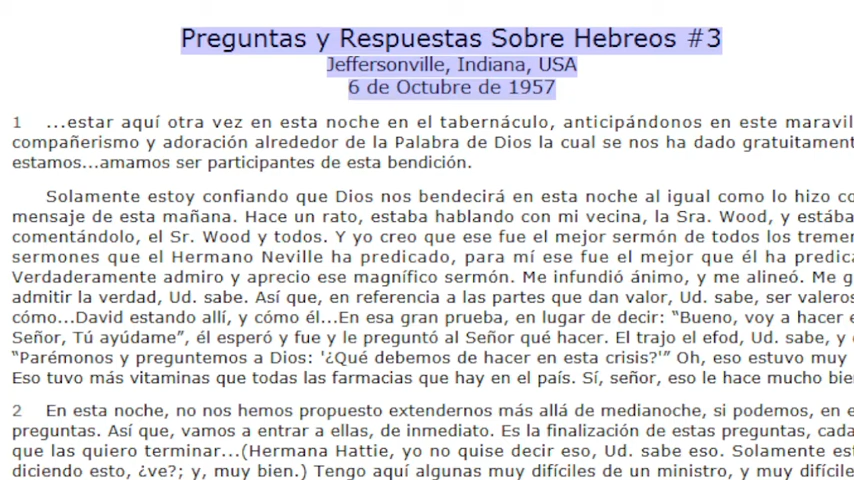 Preguntas y Respuestas Sobre Hebreos #3
Jeffersonville, Indiana, USA
6 de Octubre de 1957
1 ...estar aquí otra vez en esta noche en el tabernáculo, anticipándonos en este maravil
compañerismo y adoración alrededor de la Palabra de Dios la cual se nos ha dado gratuitament
estamos...amamos ser participantes de esta bendición.
Solamente estoy confiando que Dios nos bendecirá en esta noche al igual como lo hizo co
mensaje de esta mañana. Hace un rato, estaba hablando con mi vecina, la Sra. Wood, y estába
comentándolo, el Sr. Wood y todos. Y yo creo que ese fue el mejor sermón de todos los tremen
sermones que el Hermano Neville ha predicado, para mí ese fue el mejor que él ha predica
Verdaderamente admiro y aprecio ese magnífico sermón. Me infundió ánimo, y me alineó. Me g
admitir la verdad, Ud. sabe. Así que, en referencia a las partes que dan valor, Ud. sabe, ser valeros
cómo...David estando allí, y cómo él...En esa gran prueba, en lugar de decir: “Bueno, voy a hacer e
Señor, Tú ayúdame”, él esperó y fue y le preguntó al Señor qué hacer. El trajo el efod, Ud. sabe, y
“Parémonos y preguntemos a Dios: '¿Qué debemos de hacer en esta crisis?'” Oh, eso estuvo muy
Eso tuvo más vitaminas que todas las farmacias que hay en el país. Sí, señor, eso le hace mucho bie
2 En esta noche, no nos hemos propuesto extendernos más allá de medianoche, si podemos, en e
preguntas. Así que, vamos a entrar a ellas, de inmediato. Es la finalización de estas preguntas, cada
que las quiero terminar...(Hermana Hattie, yo no quise decir eso, Ud. sabe eso. Solamente est
diciendo esto, ¿ve?; y, muy bien.) Tengo aquí algunas muy difíciles de un ministro, y muy difícile